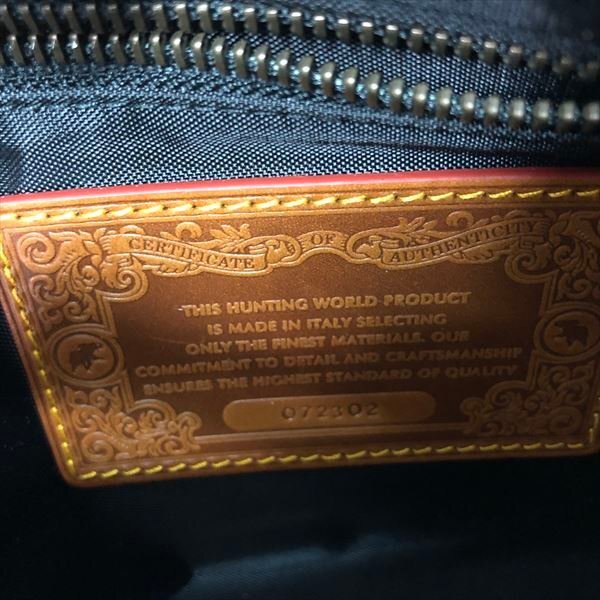 CERTIFICATE OF AUTHENTICITY
THIS HUNTING WORLD PRODUCT
IS MADE IN ITALY SELECTING
ONLY THE FINEST MATERIALS. OUR
COMMITMENT TO DETAIL AND CRAFTSMANSHIP
ENSURES THE HIGHEST STANDARD OF QUALITY
072302